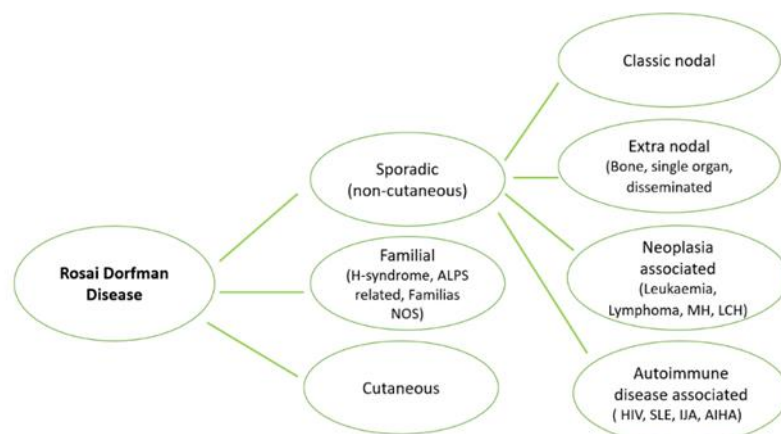 Rosai Dorfman
Disease
Sporadic
(non-cutaneous)
Familial
(H-syndrome, ALPS
related, Familias
NOS)
Cutaneous
Classic nodal
Extra nodal
(Bone, single organ,
disseminated
Neoplasia
associated
(Leukaemia,
Lymphoma, MH, LCH)
Autoimmune
disease associated
( HIV, SLE, IJA, AIHA)